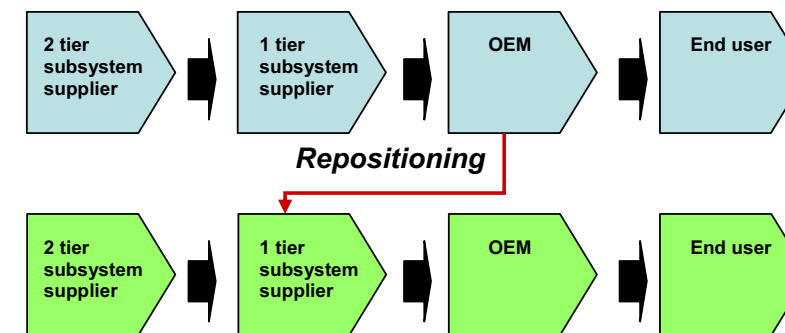 2 tier
subsystem
supplier
1 tier
subsystem
supplier
OEM
End user
Repositioning
2 tier
subsystem
supplier
1 tier
subsystem
supplier
OEM
End user